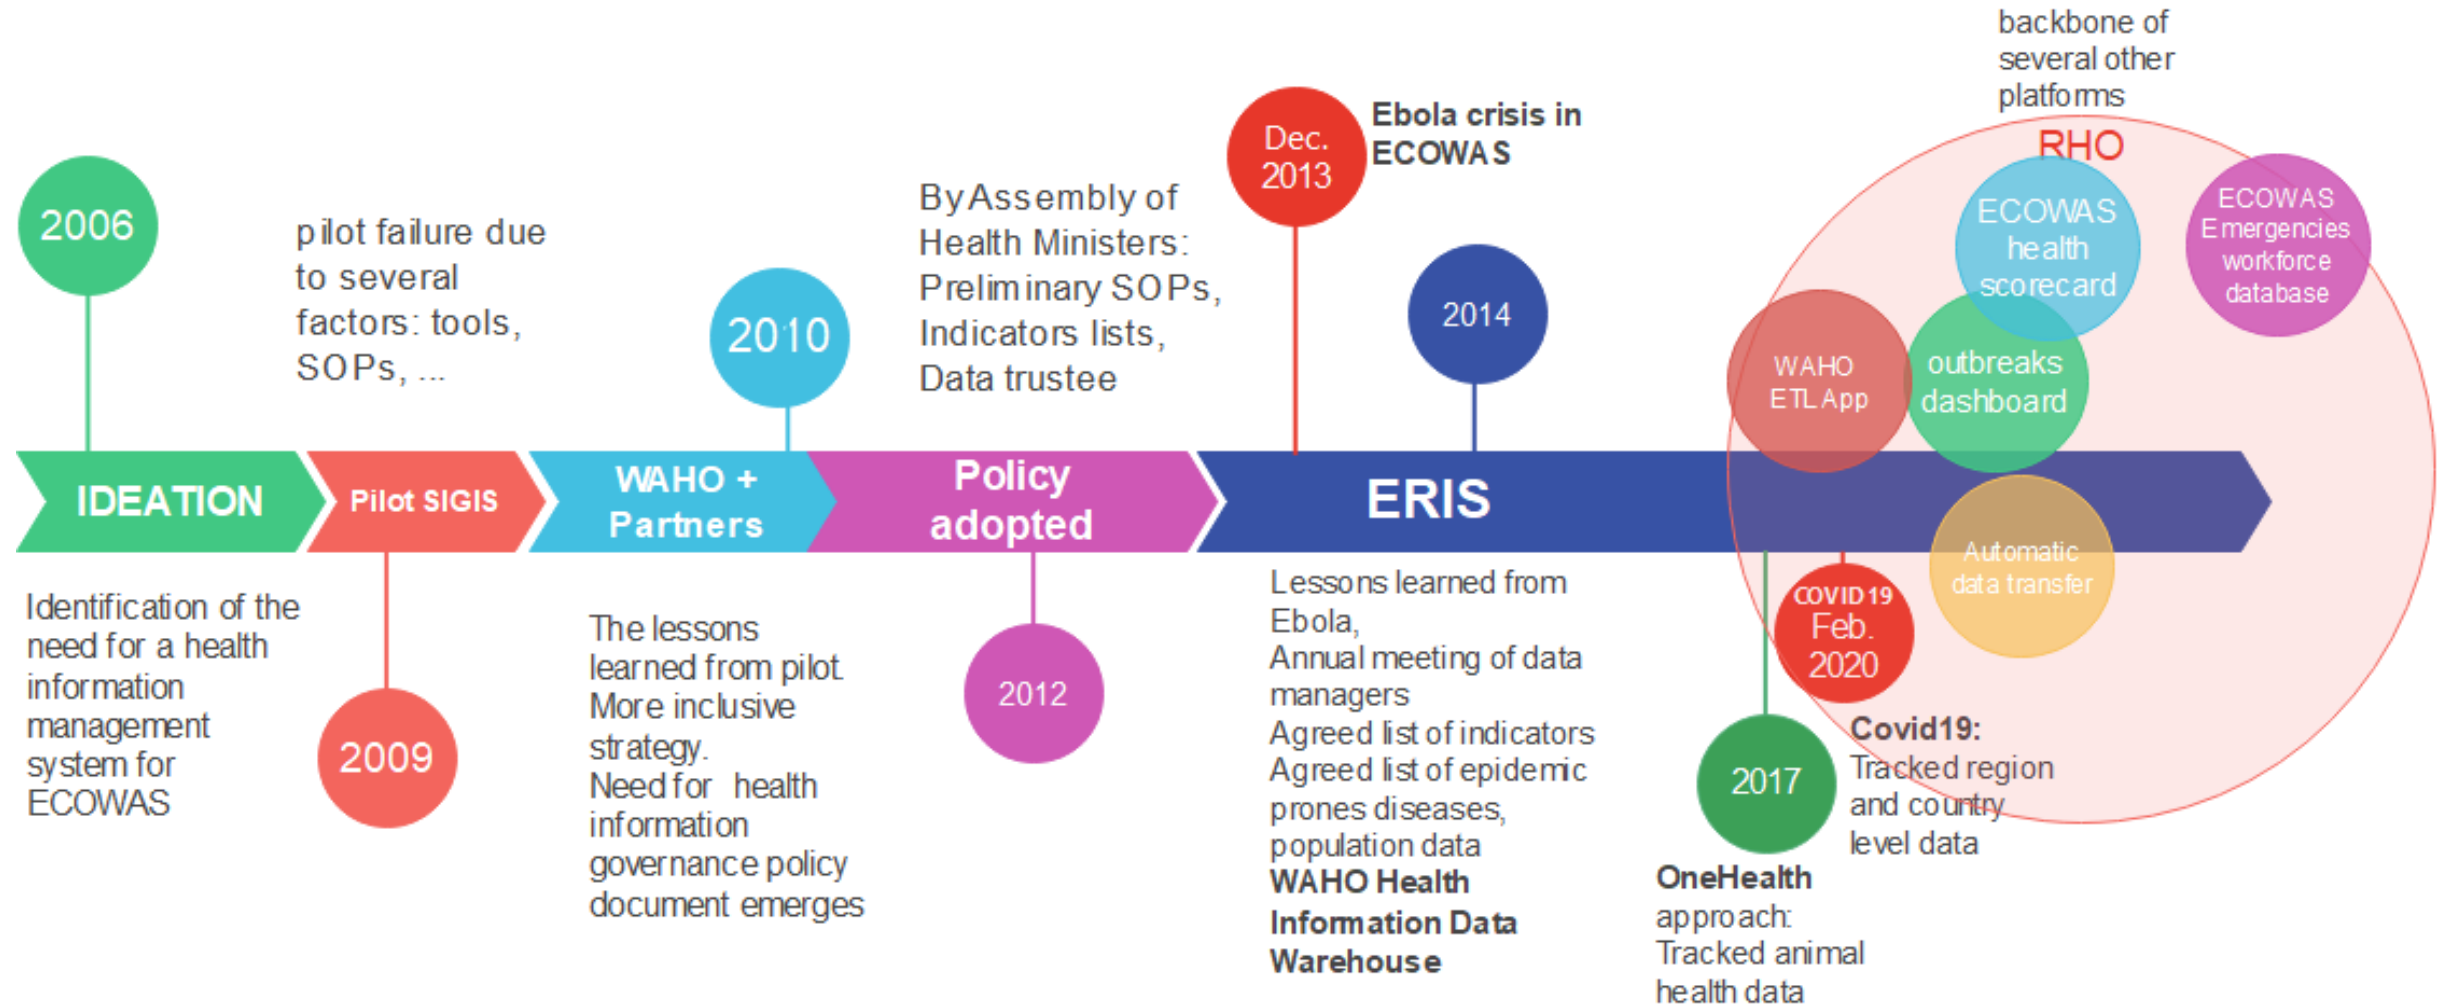 2006
IDEATION
Identification of the
need for a health
information
management
system for
ECOWAS
pilot failure due
to several
factors: tools,
SOPs, ...
Pilot SIGIS
2009
2010
WAHO +
Partners
The lessons
learned from pilot.
More inclusive
strategy.
Need for health
information
governance policy
document emerges
By Assembly of
Health Ministers:
Preliminary SOPs,
Indicators lists,
Data trustee
Policy
adopted
2012
Dec.
2013
Ebola crisis in
ECOWAS
2014
ERIS
Lessons learned from
Ebola,
Annual meeting of data
managers
Agreed list of indicators
Agreed list of epidemic
prones diseases,
population data
WAHO Health
Information Data
Warehouse
2017
OneHealth
approach:
Tracked animal
health data
COVID19
Feb.
2020
Covid19:
Tracked region
and country
level data
backbone of
several other
platforms
RHO
ECOWAS
health
scorecard
ECOWAS
Emergencies
workforce
database
WAHO
ETL App
outbreaks
dashboard
Automatic
data transfer